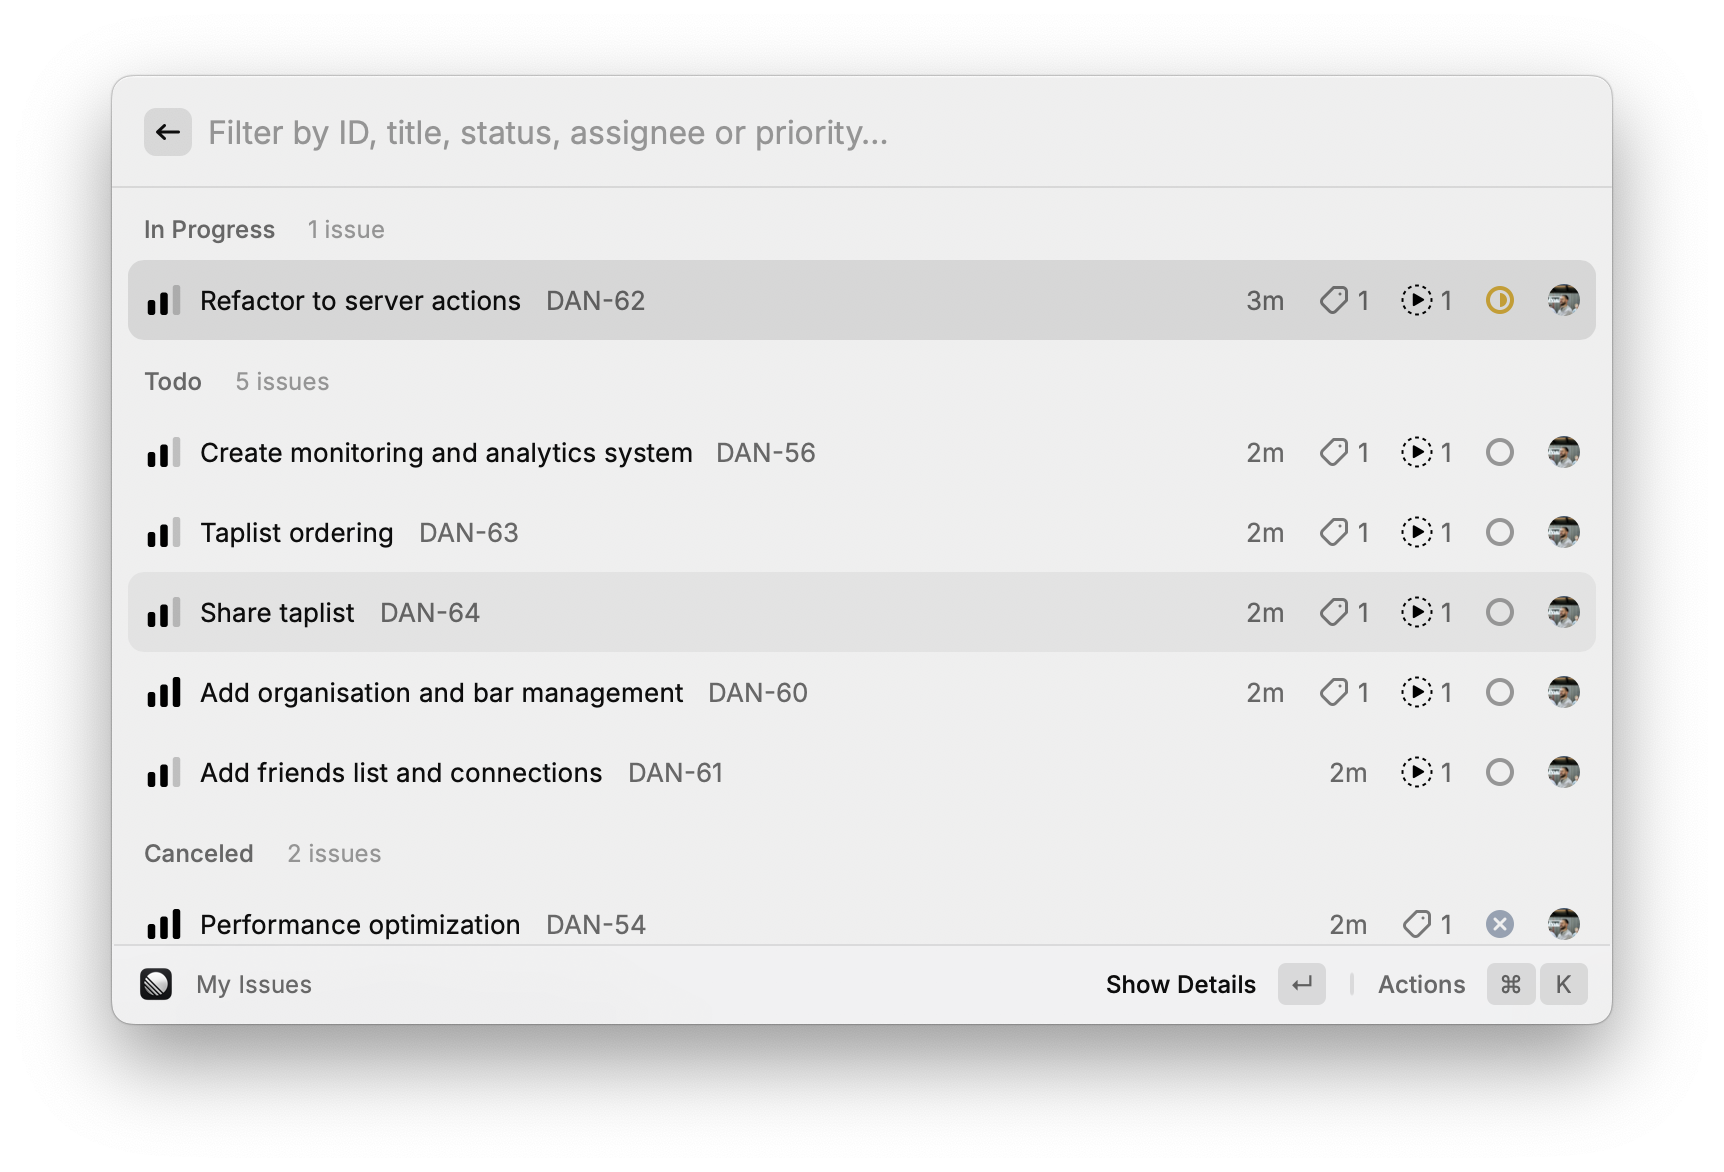 Filter by ID, title, status, assignee or priority...
In Progress 1 issue
Refactor to server actions DAN-62 3m 1 1
Todo 5 issues
Create monitoring and analytics system DAN-56 2m 1 1
Taplist ordering DAN-63 2m 1 1
Share taplist DAN-64 2m 1 1
Add organisation and bar management DAN-60 2m 1 1
Add friends list and connections DAN-61 2m 1
Canceled 2 issues
Performance optimization DAN-54 2m 1
My Issues Show Details ↵ Actions ⌘ K